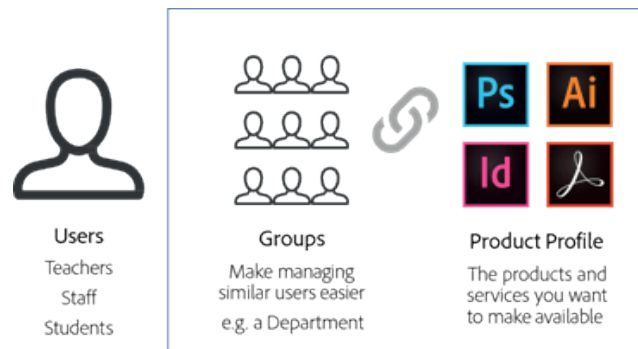 Users
Teachers
Staff
Students
Groups
Make managing
similar users easier
e.g. a Department
Ps
Ai
Id
Product Profile
The products and
services you want
to make available